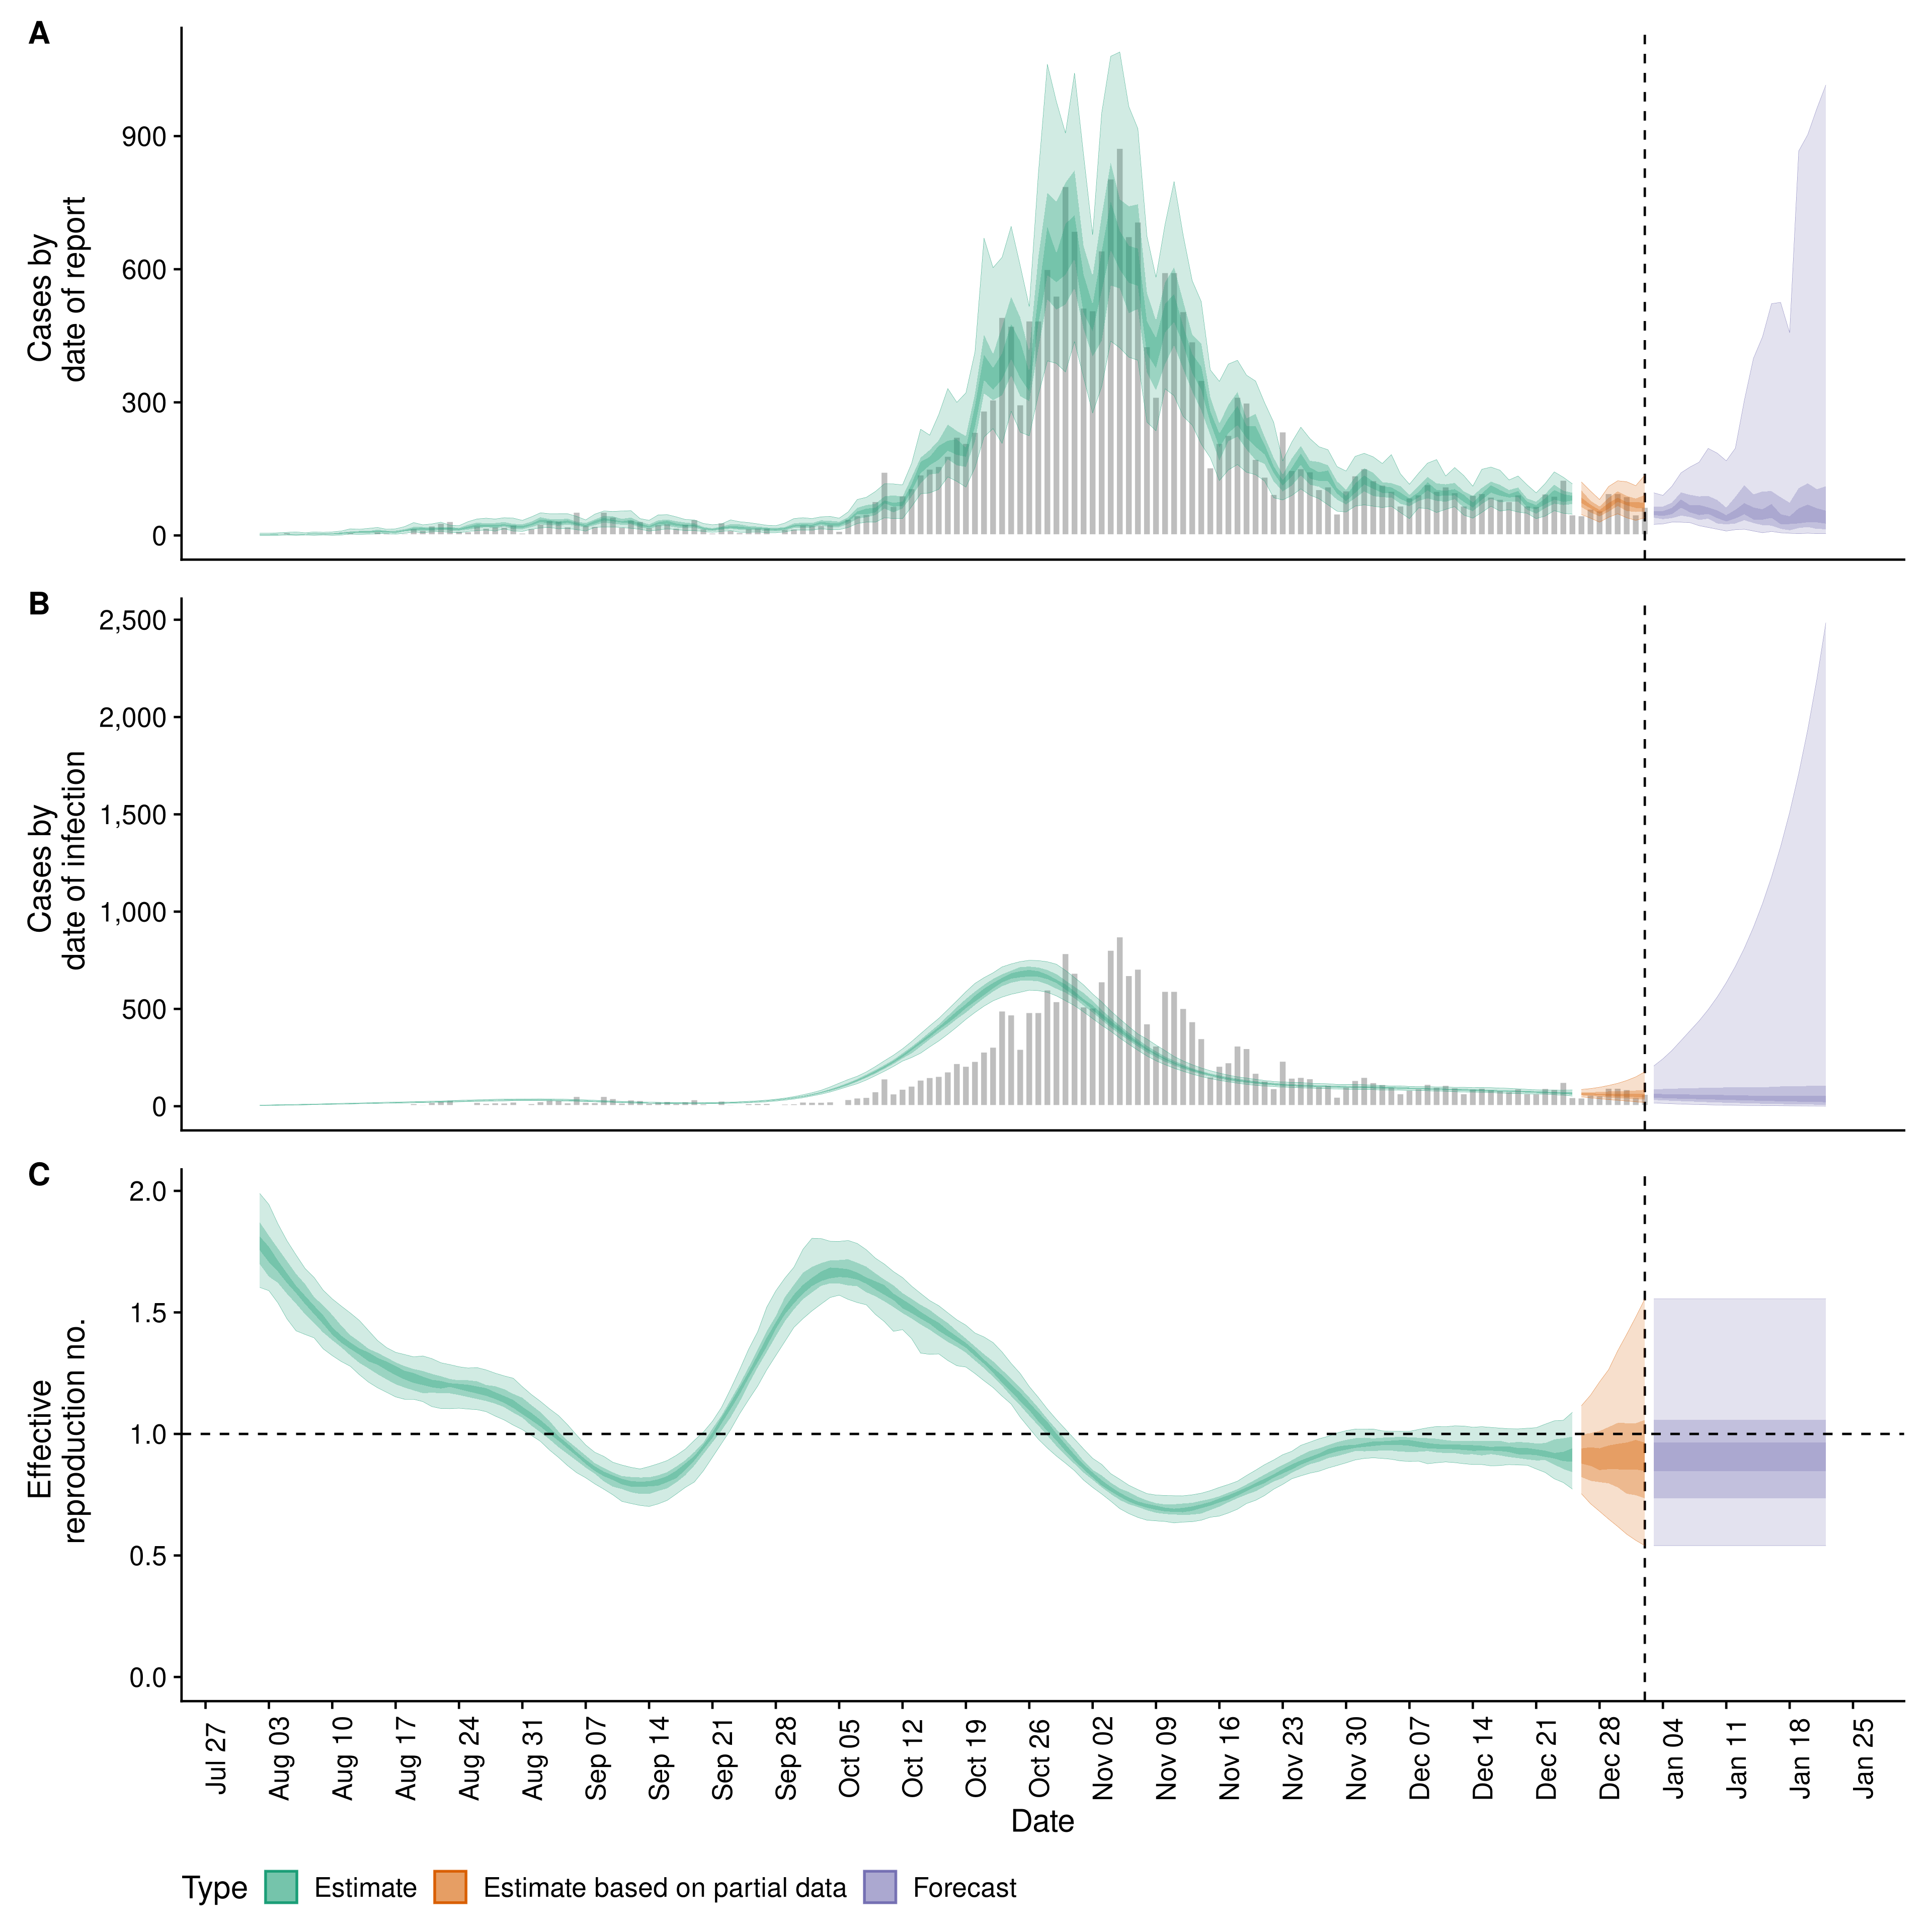 A
Cases by
date of report
900
600
300
0
B
Cases by
date of infection
2,500
2,000
1,500
1,000
500
0
C
Effective
reproduction no.
2.0
1.5
1.0
0.5
0.0
Jul 27
Aug 03
Aug 10
Aug 17
Aug 24
Aug 31
Sep 07
Sep 14
Sep 21
Sep 28
Oct 05
Oct 12
Oct 19
Oct 26
Nov 02
Nov 09
Nov 16
Nov 23
Nov 30
Dec 07
Dec 14
Dec 21
Dec 28
Jan 04
Jan 11
Jan 18
Jan 25
Date
Type Estimate Estimate based on partial data Forecast